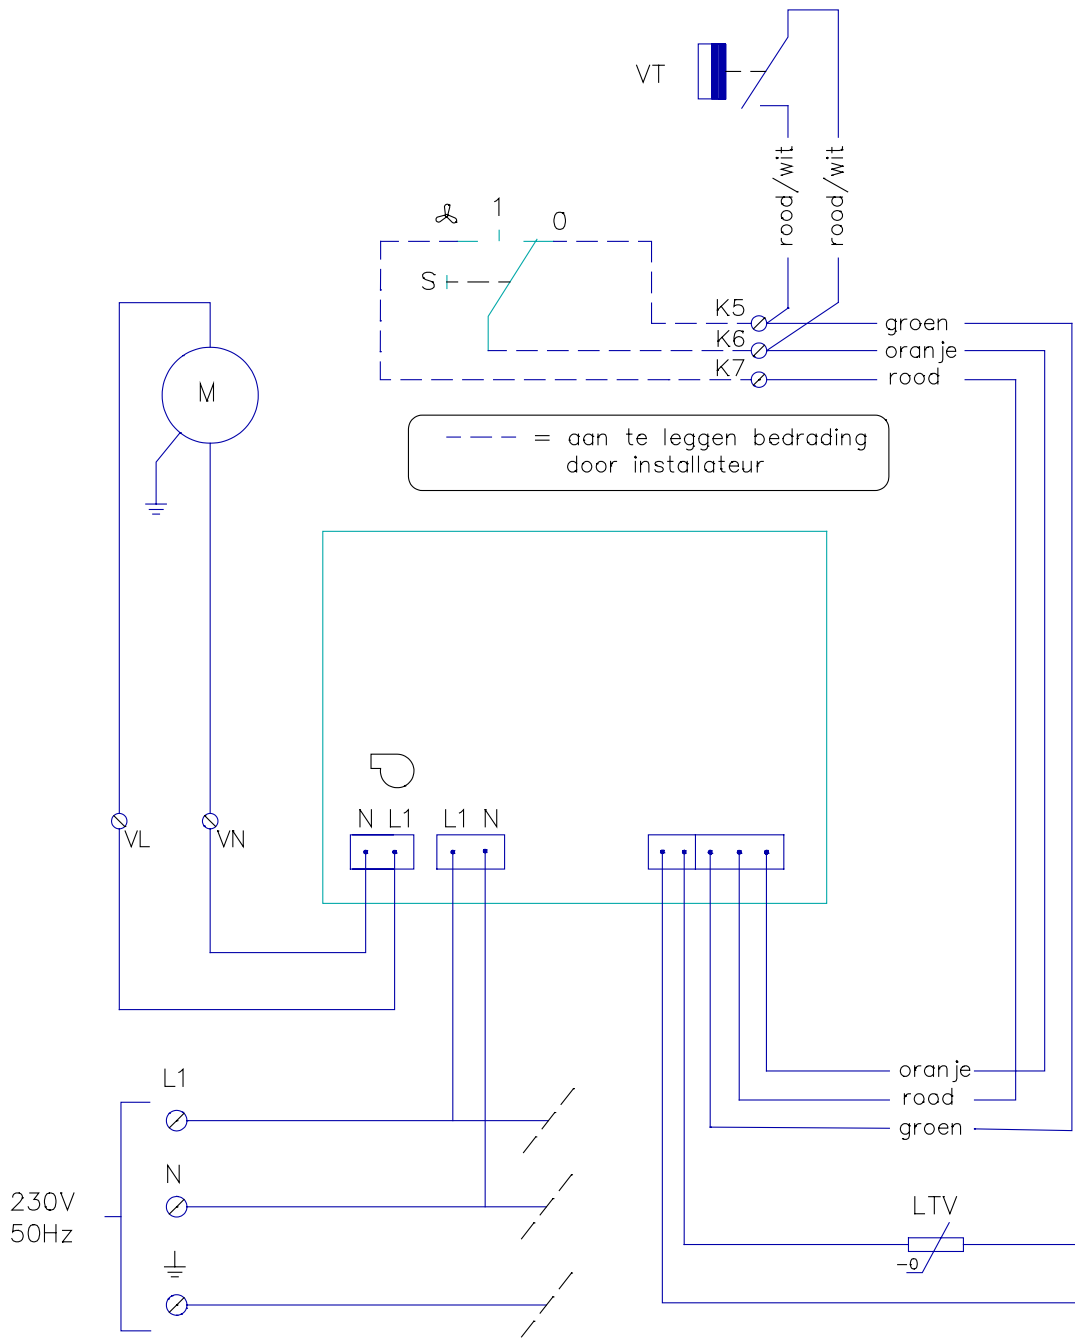 VT
rood/wit
rood/wit
1
0
S
K5
groen
K6
oranje
K7
rood
M
= aan te leggen bedrading
door installateur
N L1 L1 N
VL
VN
oranje
rood
groen
L1
N
230V
50Hz
LTV
-0